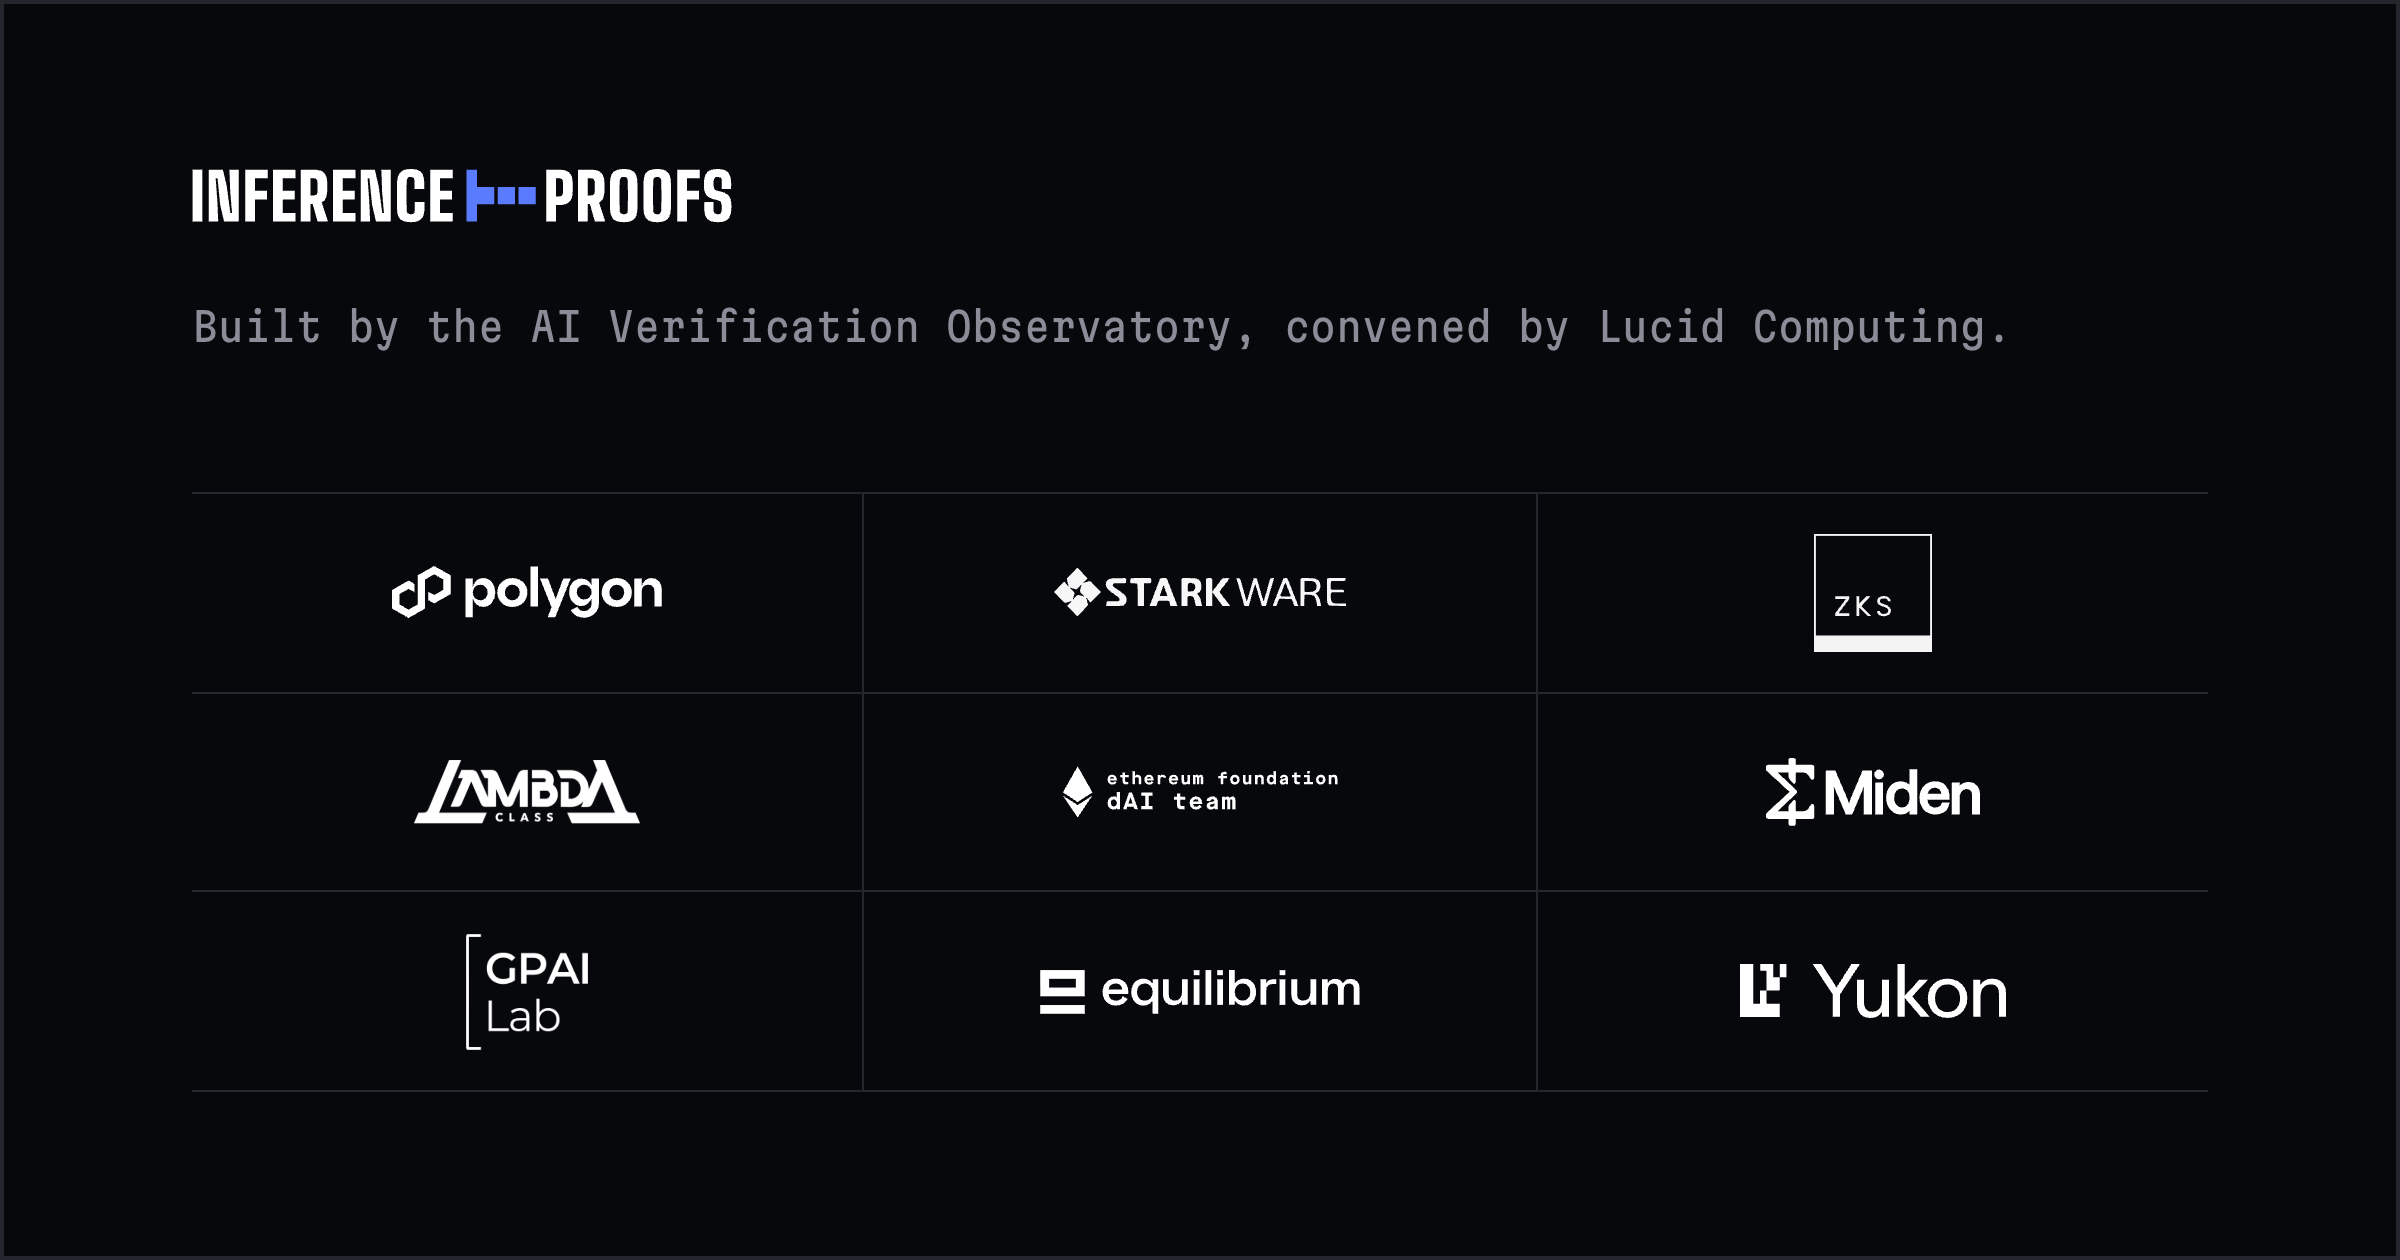 INFERENCE PROOFS
Built by the AI Verification Observatory, convened by Lucid Computing.
polygon
STARKWARE
ZKS
LAMBDA
CLASS
ethereum foundation
dAI team
Miden
GPAI
Lab
equilibrium
Yukon